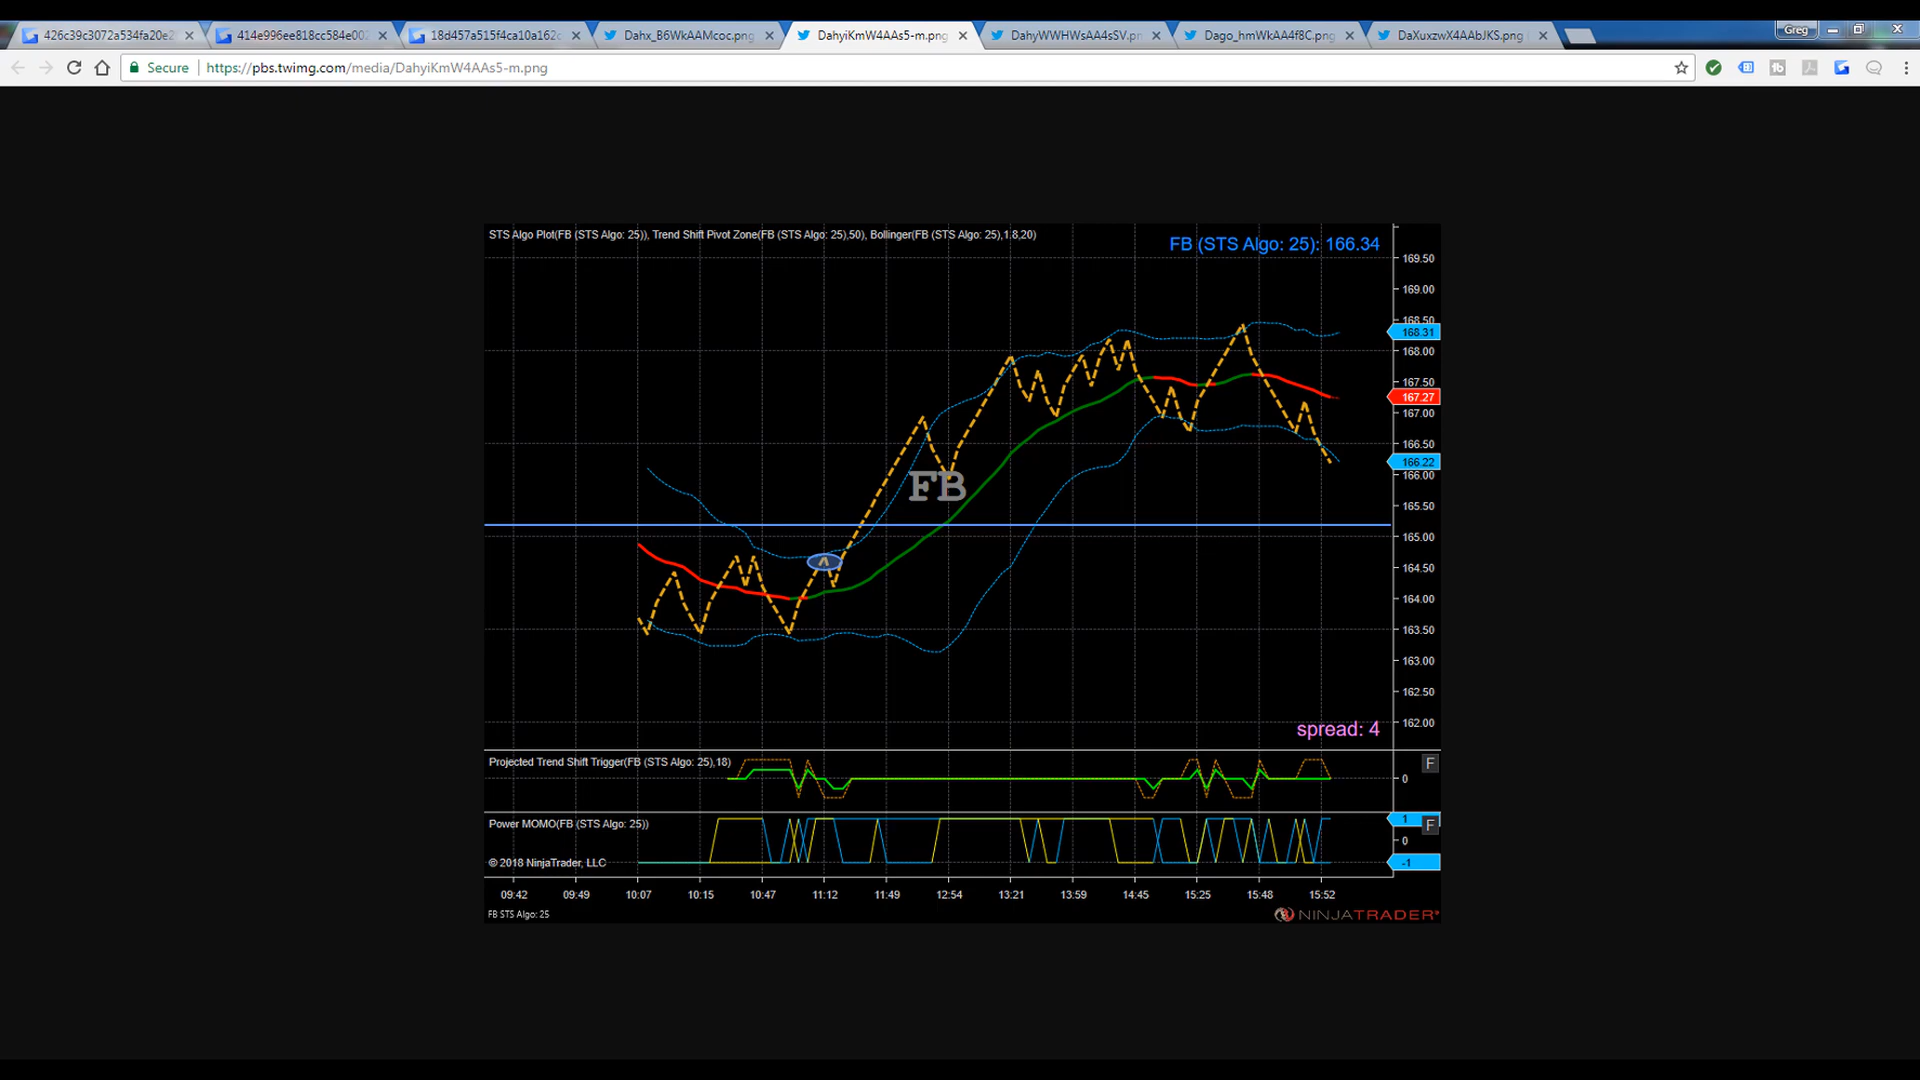 426c39c3072a534fa20e2
414e996ee818cc584e002
18d457a515f4ca10a162c
Dahx_B6WkAAMcoc.png
DahyiKmW4AAs5-m.png
DahyWWHWsAA4sSV.pn
Dago_hmWkAA4f8C.png
DaXuxzwX4AAbJKS.png
Greg
Secure
https://pbs.twimg.com/media/DahyiKmW4AAs5-m.png
STS Algo Plot(FB (STS Algo: 25)), Trend Shift Pivot Zone(FB (STS Algo: 25),50), Bollinger(FB (STS Algo: 25),1.8,20)
FB (STS Algo: 25): 166.34
169.50
169.00
168.50
168.31
168.00
167.50
167.27
167.00
166.50
166.22
166.00
165.50
165.00
164.50
164.00
163.50
163.00
162.50
162.00
FB
spread: 4
Projected Trend Shift Trigger(FB (STS Algo: 25),18)
F
0
Power MOMO(FB (STS Algo: 25))
1
F
0
-1
© 2018 NinjaTrader, LLC
09:42 09:49 10:07 10:15 10:47 11:12 11:49 12:54 13:21 13:59 14:45 15:25 15:48 15:52
FB STS Algo: 25
NINJATRADER®